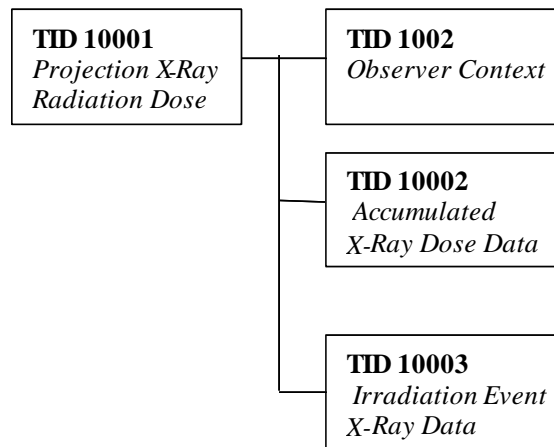 TID 10001
Projection X-Ray
Radiation Dose
TID 1002
Observer Context
TID 10002
Accumulated
X-Ray Dose Data
TID 10003
Irradiation Event
X-Ray Data